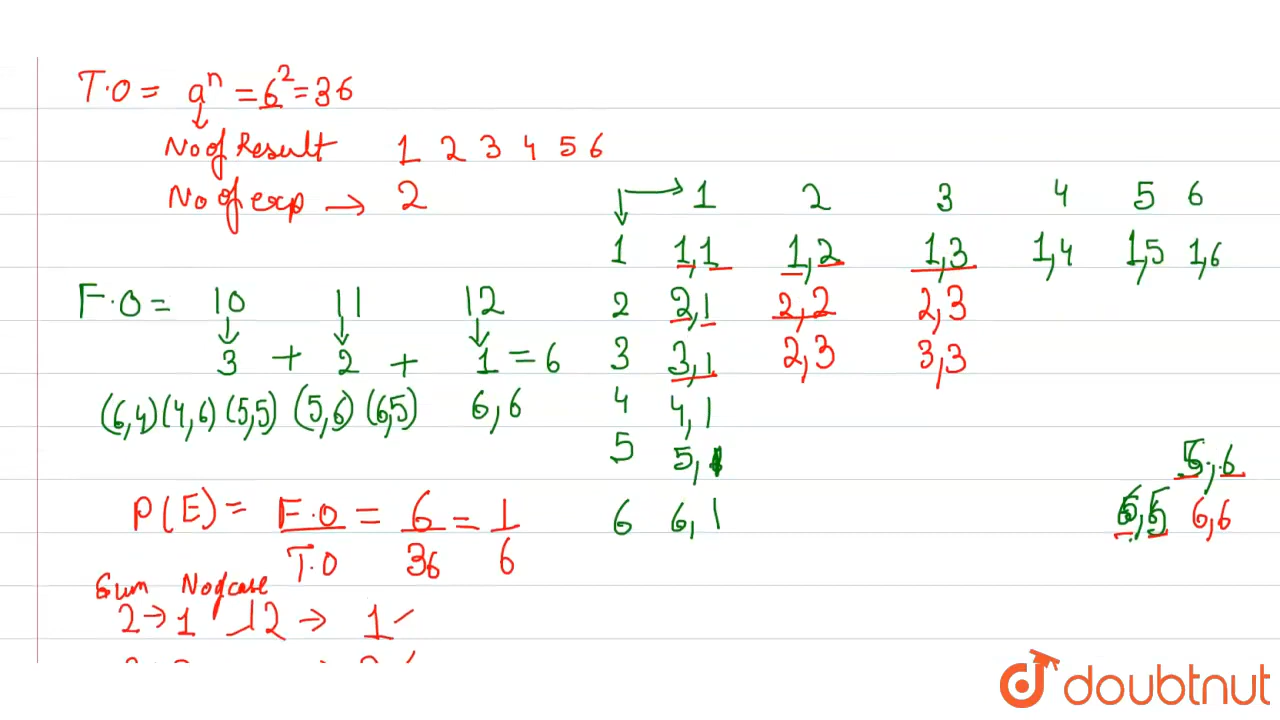 T.O = aⁿ = 6² = 36
No of Result 1 2 3 4 5 6
No of exp → 2
F.O = 10 11 12
3 + 2 + 1 = 6
(6,4) (4,6) (5,5) (5,6) (6,5) 6,6
P(E) = F.O/T.O = 6/36 = 1/6
Sum No of case
2 → 1 12 → 1
1 2 3 4 5 6
1 1,1 1,2 1,3 1,4 1,5 1,6
2 2,1 2,2 2,3
3 3,1 2,3 3,3
4 4,1
5 5,1 5,6
6 6,1 6,5 6,6
doubtnut